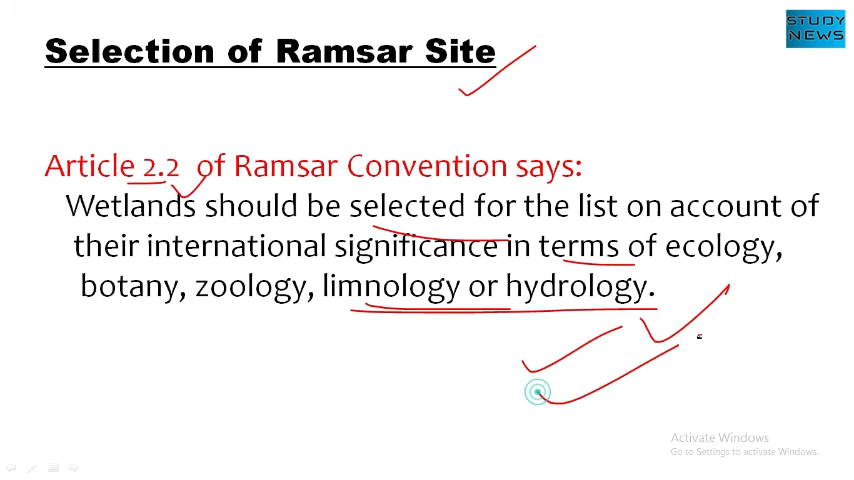 STUDY
NEWS
Selection of Ramsar Site
Article 2.2 of Ramsar Convention says:
Wetlands should be selected for the list on account of
their international significance in terms of ecology,
botany, zoology, limnology or hydrology.
Activate Windows
Go to Settings to activate Windows.